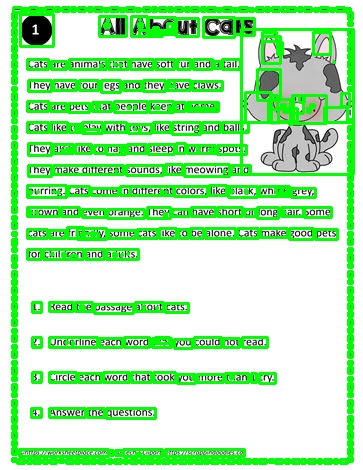 1
All About Cats
Cats are animals that have soft fur and a tail.
They have four legs and they have claws.
Cats are pets that people keep at home.
Cats like to play with toys, like string and balls.
They also like to nap and sleep in warm spots.
They make different sounds, like meowing and
purring. Cats come in different colors, like black, white, grey,
brown and even orange. They can have short or long hair. Some
cats are friendly, some cats like to be alone. Cats make good pets
for children and adults.
1. Read the passage about cats.
2. Underline each word you could not read.
3. Circle each word that took you more than 1 try.
4. Answer the questions.